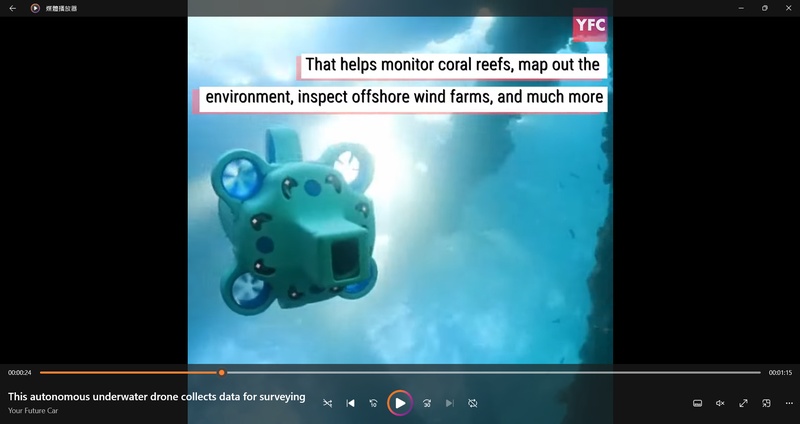 媒體播放器
YFC
That helps monitor coral reefs, map out the
environment, inspect offshore wind farms, and much more
00:00:24
00:01:15
This autonomous underwater drone collects data for surveying
Your Future Car
10
30